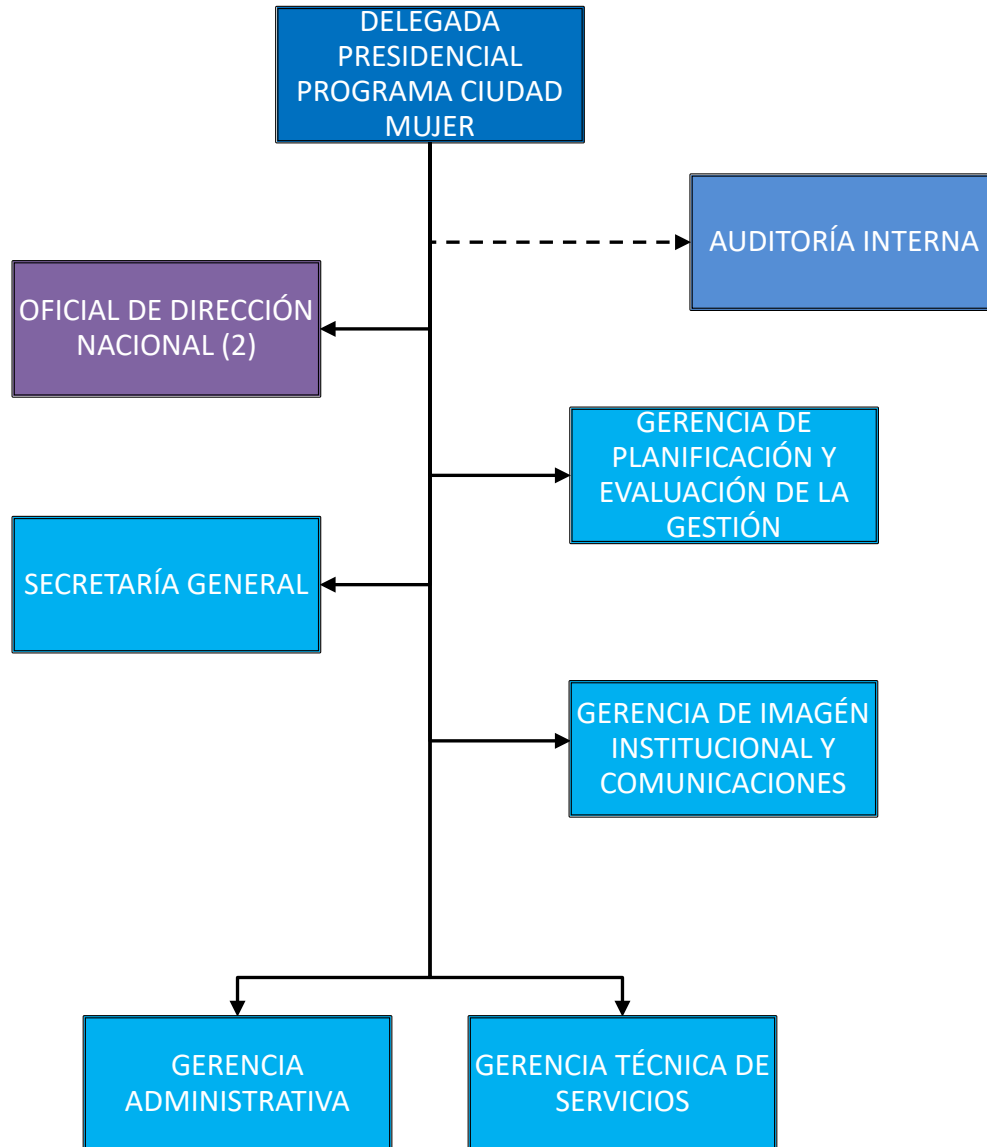 DELEGADA
PRESIDENCIAL
PROGRAMA CIUDAD
MUJER
AUDITORÍA INTERNA
OFICIAL DE DIRECCIÓN
NACIONAL (2)
GERENCIA DE
PLANIFICACIÓN Y
EVALUACIÓN DE LA
GESTIÓN
SECRETARÍA GENERAL
GERENCIA DE IMAGÉN
INSTITUCIONAL Y
COMUNICACIONES
GERENCIA
ADMINISTRATIVA
GERENCIA TÉCNICA DE
SERVICIOS